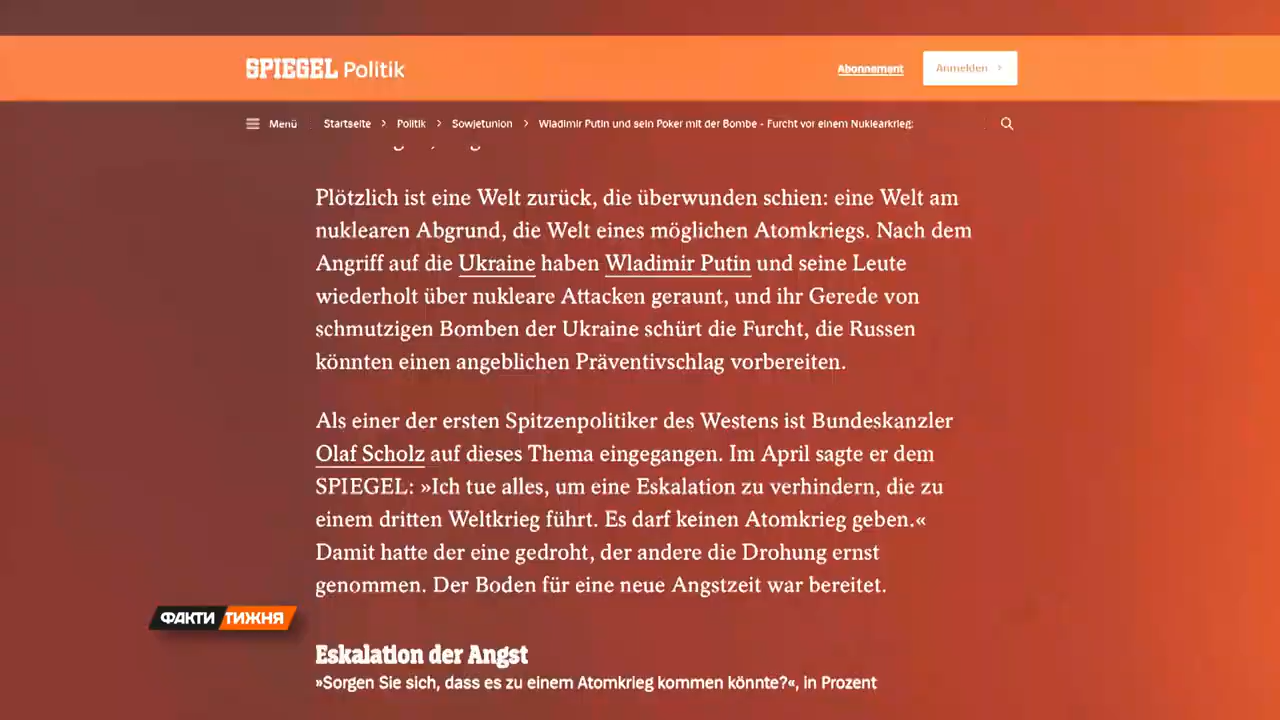 SPIEGEL Politik
Abonnement
Anmelden
Menü
Startseite > Politik > Sowjetunion > Wladimir Putin und sein Poker mit der Bombe - Furcht vor einem Nuklearkrieg:
Plötzlich ist eine Welt zurück, die überwunden schien: eine Welt am
nuklearen Abgrund, die Welt eines möglichen Atomkriegs. Nach dem
Angriff auf die Ukraine haben Wladimir Putin und seine Leute
wiederholt über nukleare Attacken geraunt, und ihr Gerede von
schmutzigen Bomben der Ukraine schürt die Furcht, die Russen
könnten einen angeblichen Präventivschlag vorbereiten.
Als einer der ersten Spitzenpolitiker des Westens ist Bundeskanzler
Olaf Scholz auf dieses Thema eingegangen. Im April sagte er dem
SPIEGEL: »Ich tue alles, um eine Eskalation zu verhindern, die zu
einem dritten Weltkrieg führt. Es darf keinen Atomkrieg geben.«
Damit hatte der eine gedroht, der andere die Drohung ernst
genommen. Der Boden für eine neue Angstzeit war bereitet.
ФАКТИ ТИЖНЯ
Eskalation der Angst
»Sorgen Sie sich, dass es zu einem Atomkrieg kommen könnte?«, in Prozent